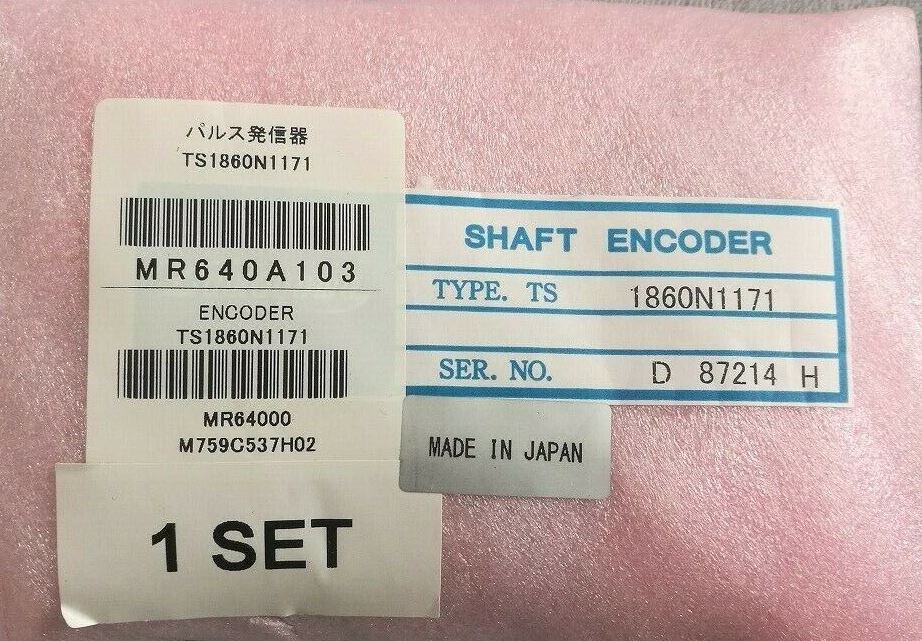 パルス発信器
TS1860N1171
MR640A103
ENCODER
TS1860N1171
MR64000
M759C537H02
1 SET
SHAFT ENCODER
TYPE. TS 1860N1171
SER. NO. D 87214 H
MADE IN JAPAN